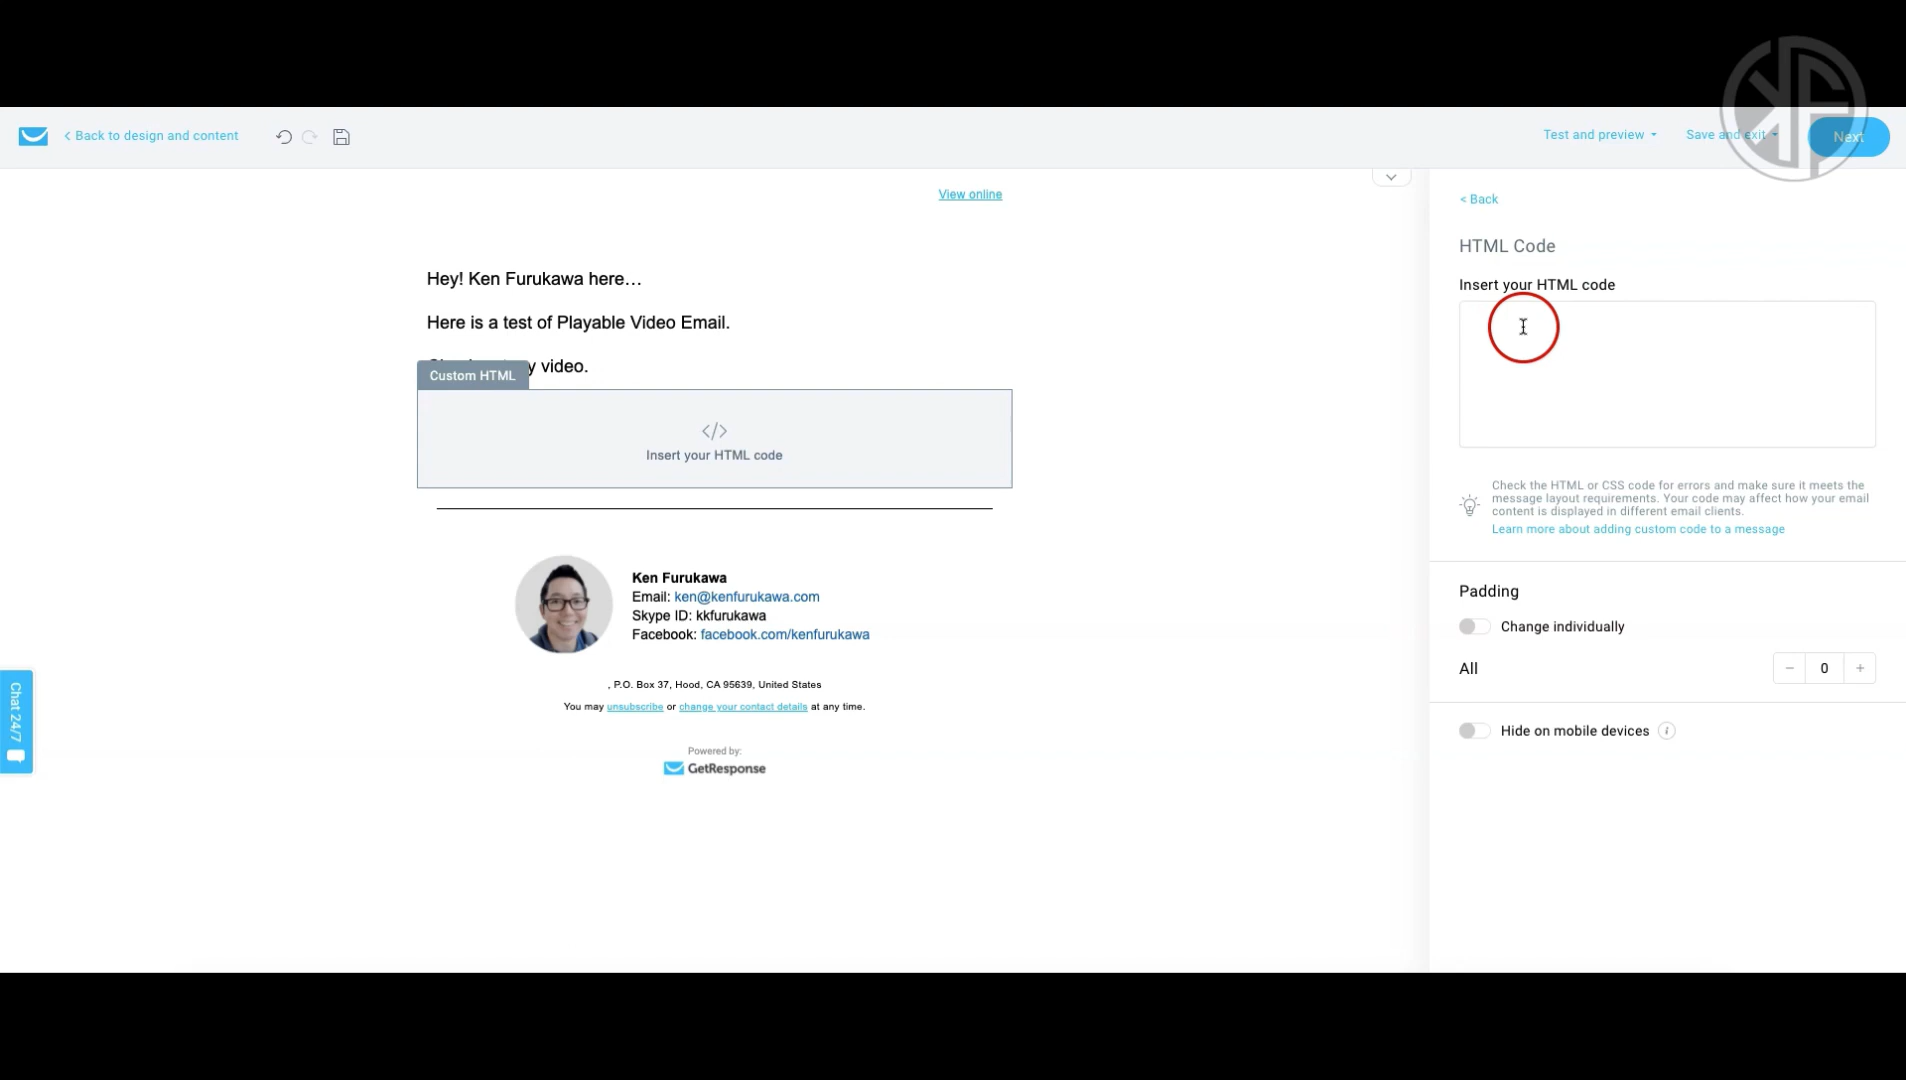 < Back to design and content
Test and preview
Save and exit
Next
View online
< Back
HTML Code
Insert your HTML code
Hey! Ken Furukawa here…
Here is a test of Playable Video Email.
y video.
Custom HTML
</>
Insert your HTML code
Check the HTML or CSS code for errors and make sure it meets the
message layout requirements. Your code may affect how your email
content is displayed in different email clients.
Learn more about adding custom code to a message
Ken Furukawa
Email: ken@kenfurukawa.com
Skype ID: kkfurukawa
Facebook: facebook.com/kenfurukawa
, P.O. Box 37, Hood, CA 95639, United States
You may unsubscribe or change your contact details at any time.
Powered by:
GetResponse
Padding
Change individually
All
− 0 +
Hide on mobile devices i
Chat 24/7
KF